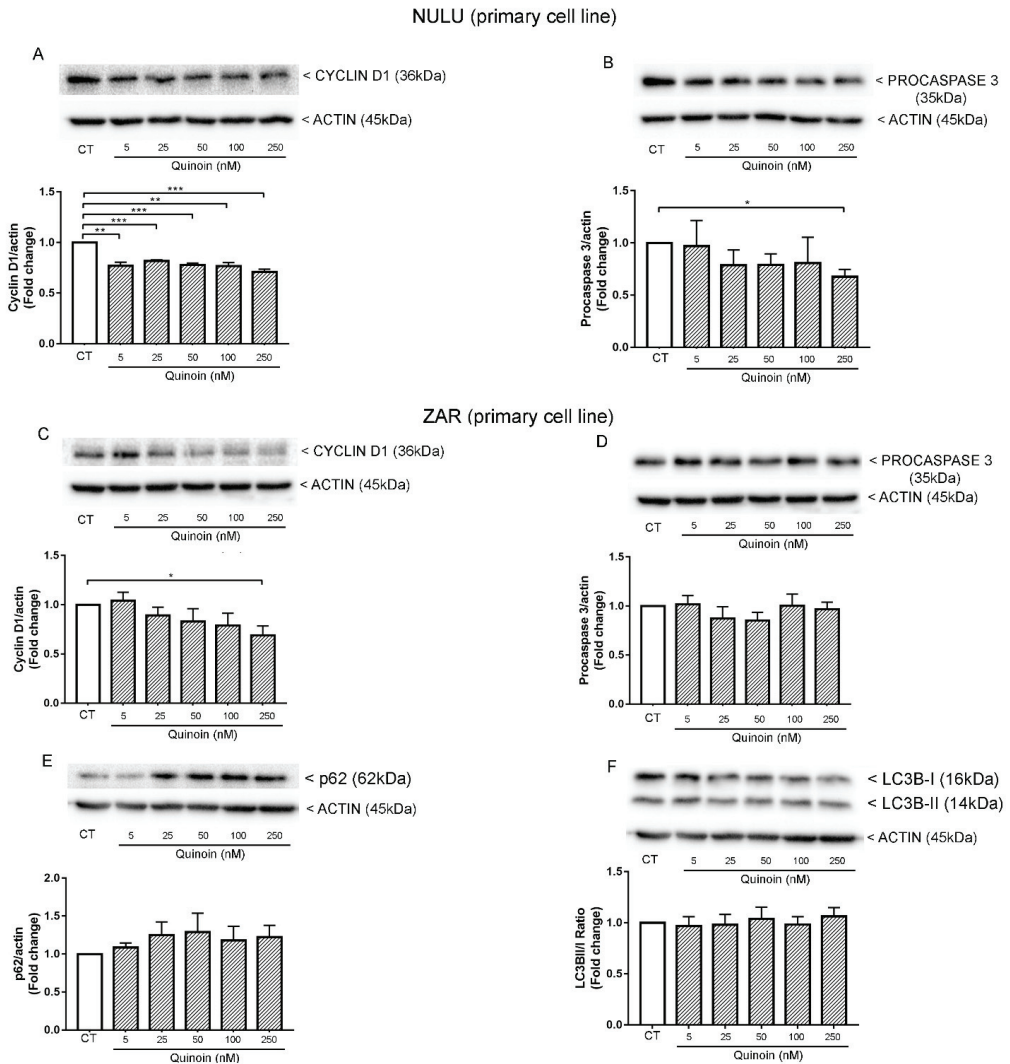 NULU (primary cell line)
A
< CYCLIN D1 (36kDa)
< ACTIN (45kDa)
CT 5 25 50 100 250
Quinoin (nM)
Cyclin D1/actin
(Fold change)
1.5
1.0
0.5
0.0
***
**
***
***
**
CT 5 25 50 100 250
Quinoin (nM)
B
< PROCASPASE 3
(35kDa)
< ACTIN (45kDa)
CT 5 25 50 100 250
Quinoin (nM)
Procaspase 3/actin
(Fold change)
1.5
1.0
0.5
0.0
*
CT 5 25 50 100 250
Quinoin (nM)
ZAR (primary cell line)
C
< CYCLIN D1 (36kDa)
< ACTIN (45kDa)
CT 5 25 50 100 250
Quinoin (nM)
Cyclin D1/actin
(Fold change)
1.5
1.0
0.5
0.0
*
CT 5 25 50 100 250
Quinoin (nM)
D
< PROCASPASE 3
(35kDa)
< ACTIN (45kDa)
CT 5 25 50 100 250
Quinoin (nM)
Procaspase 3/actin
(Fold change)
1.5
1.0
0.5
0.0
CT 5 25 50 100 250
Quinoin (nM)
E
< p62 (62kDa)
< ACTIN (45kDa)
CT 5 25 50 100 250
Quinoin (nM)
p62/actin
(Fold change)
2.0
1.5
1.0
0.5
0.0
CT 5 25 50 100 250
Quinoin (nM)
F
< LC3B-I (16kDa)
< LC3B-II (14kDa)
< ACTIN (45kDa)
CT 5 25 50 100 250
Quinoin (nM)
LC3BII/I Ratio
(Fold change)
1.5
1.0
0.5
0.0
CT 5 25 50 100 250
Quinoin (nM)